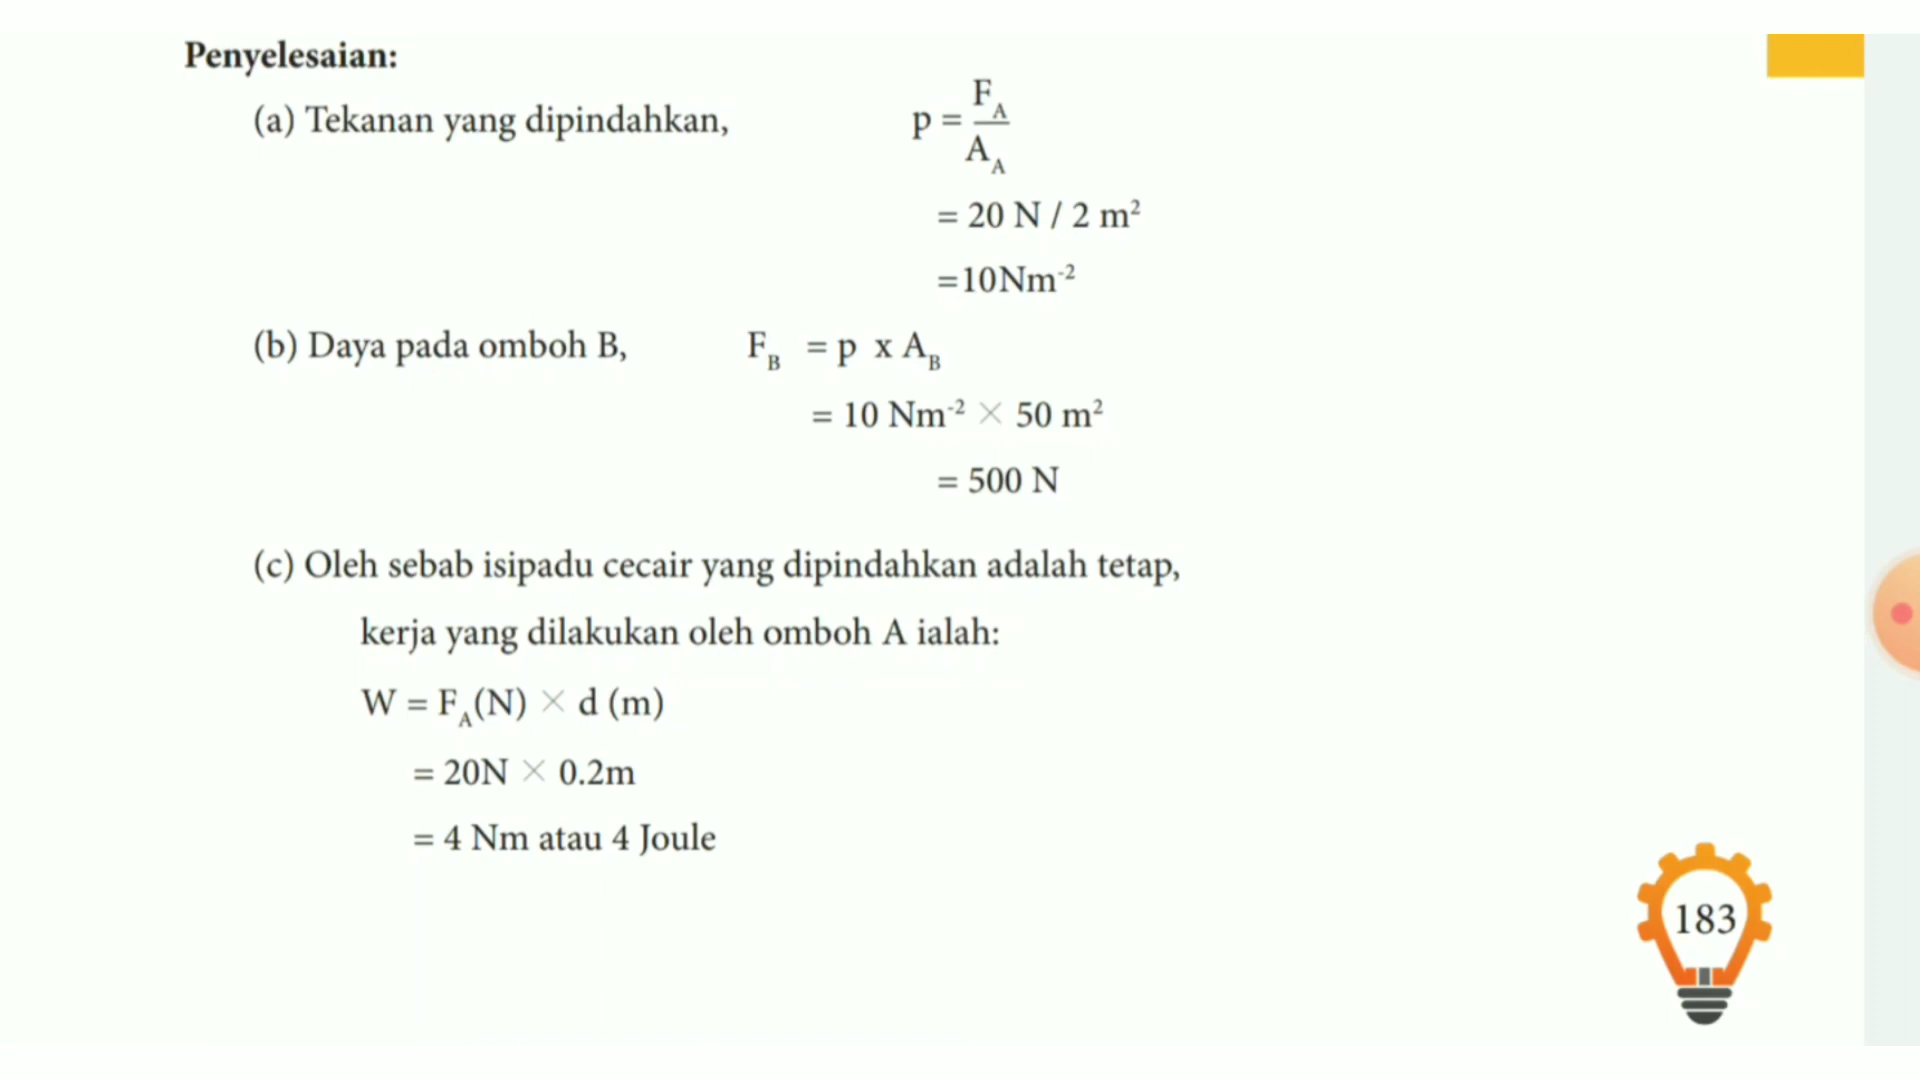 Penyelesaian:
(a) Tekanan yang dipindahkan, p = F_A / A_A
= 20 N / 2 m²
=10Nm⁻²
(b) Daya pada omboh B, F_B = p x A_B
= 10 Nm⁻² × 50 m²
= 500 N
(c) Oleh sebab isipadu cecair yang dipindahkan adalah tetap,
kerja yang dilakukan oleh omboh A ialah:
W = F_A(N) × d (m)
= 20N × 0.2m
= 4 Nm atau 4 Joule
183